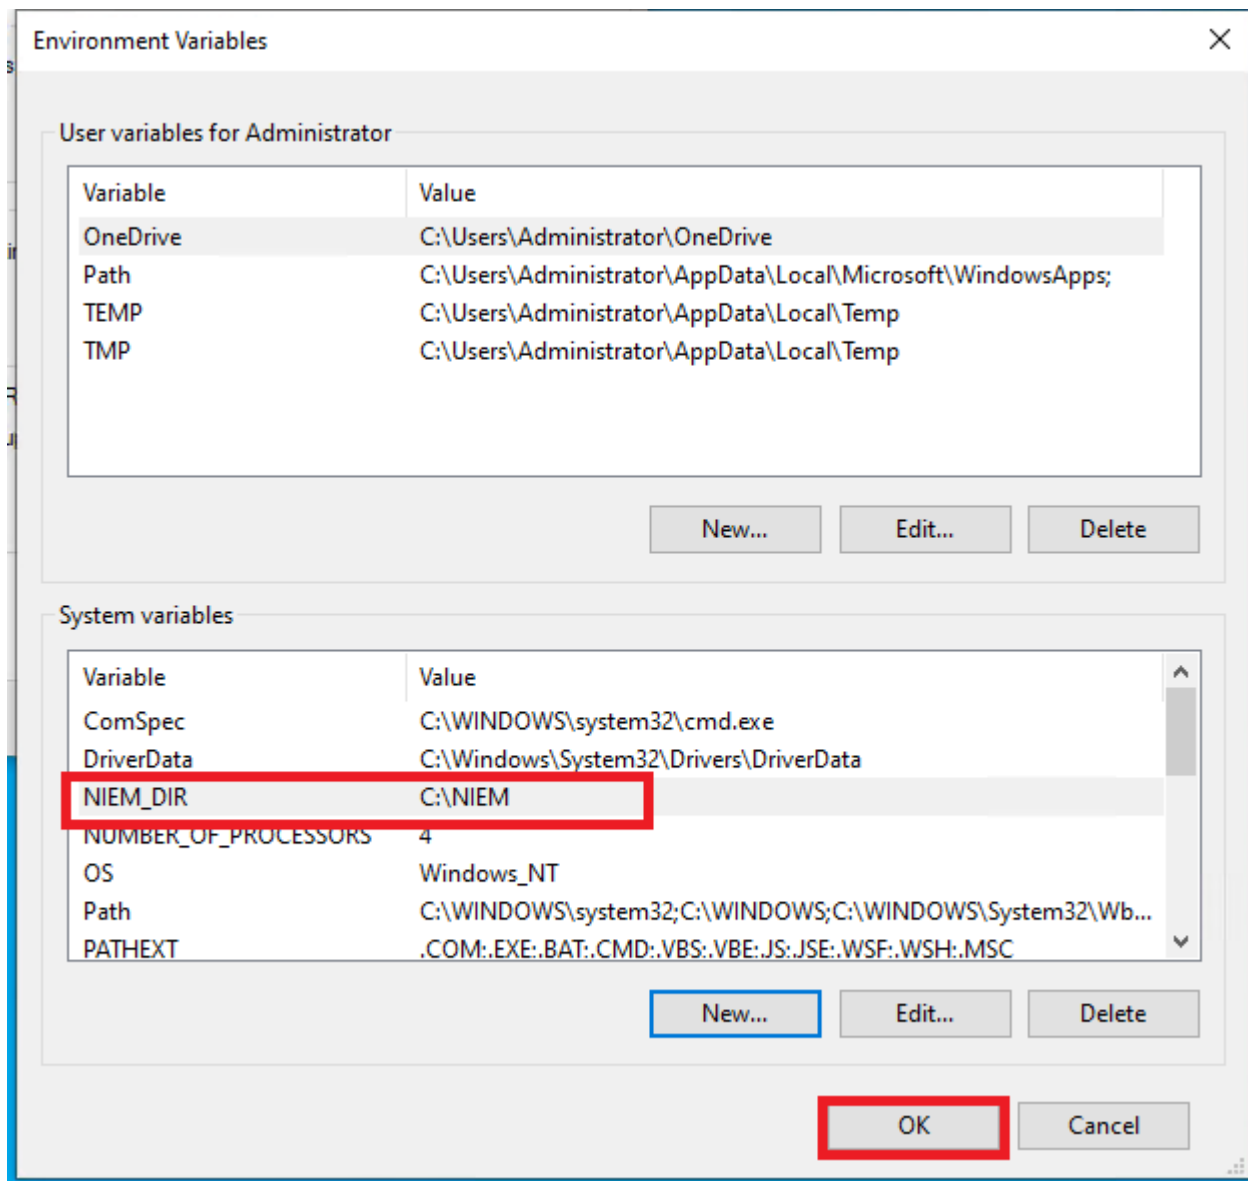 Environment Variables
User variables for Administrator
Variable Value
OneDrive C:\Users\Administrator\OneDrive
Path C:\Users\Administrator\AppData\Local\Microsoft\WindowsApps;
TEMP C:\Users\Administrator\AppData\Local\Temp
TMP C:\Users\Administrator\AppData\Local\Temp
New... Edit... Delete
System variables
Variable Value
ComSpec C:\WINDOWS\system32\cmd.exe
DriverData C:\Windows\System32\Drivers\DriverData
NIEM_DIR C:\NIEM
NUMBER_OF_PROCESSORS 4
OS Windows_NT
Path C:\WINDOWS\system32;C:\WINDOWS;C:\WINDOWS\System32\Wb...
PATHEXT .COM;.EXE;.BAT;.CMD;.VBS;.VBE;.JS;.JSE;.WSF;.WSH;.MSC
New... Edit... Delete
OK Cancel